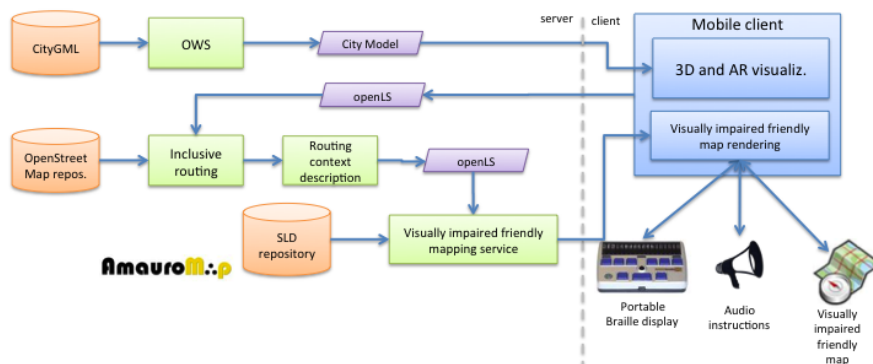 server
client
Mobile client
CityGML
OWS
City Model
3D and AR visualiz.
openLS
OpenStreet
Map repos.
Inclusive
routing
Routing
context
description
openLS
Visually impaired friendly
map rendering
SLD
repository
Visually impaired friendly
mapping service
AmauroMap
Portable
Braille display
Audio
instructions
Visually
impaired
friendly
map